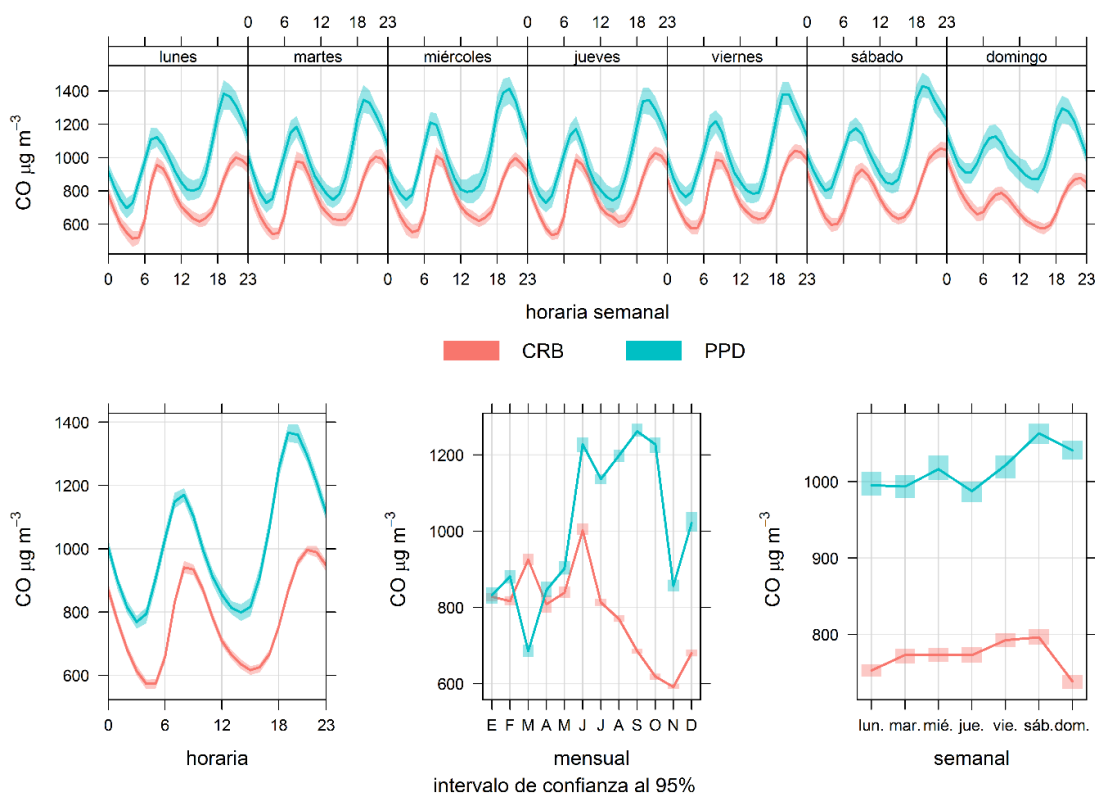 0 6 12 18 23 0 6 12 18 23 0 6 12 18 23
lunes martes miércoles jueves viernes sábado domingo
1400
1200
1000
800
600
CO µg m⁻³
0 6 12 18 23 0 6 12 18 23 0 6 12 18 23 0 6 12 18 23
horaria semanal
CRB PPD
1400
1200
1000
800
600
CO µg m⁻³
0 6 12 18 23
horaria
1200
1000
800
600
CO µg m⁻³
E F M A M J J A S O N D
mensual
1000
900
800
CO µg m⁻³
lun. mar. mié. jue. vie. sáb. dom.
semanal
intervalo de confianza al 95%